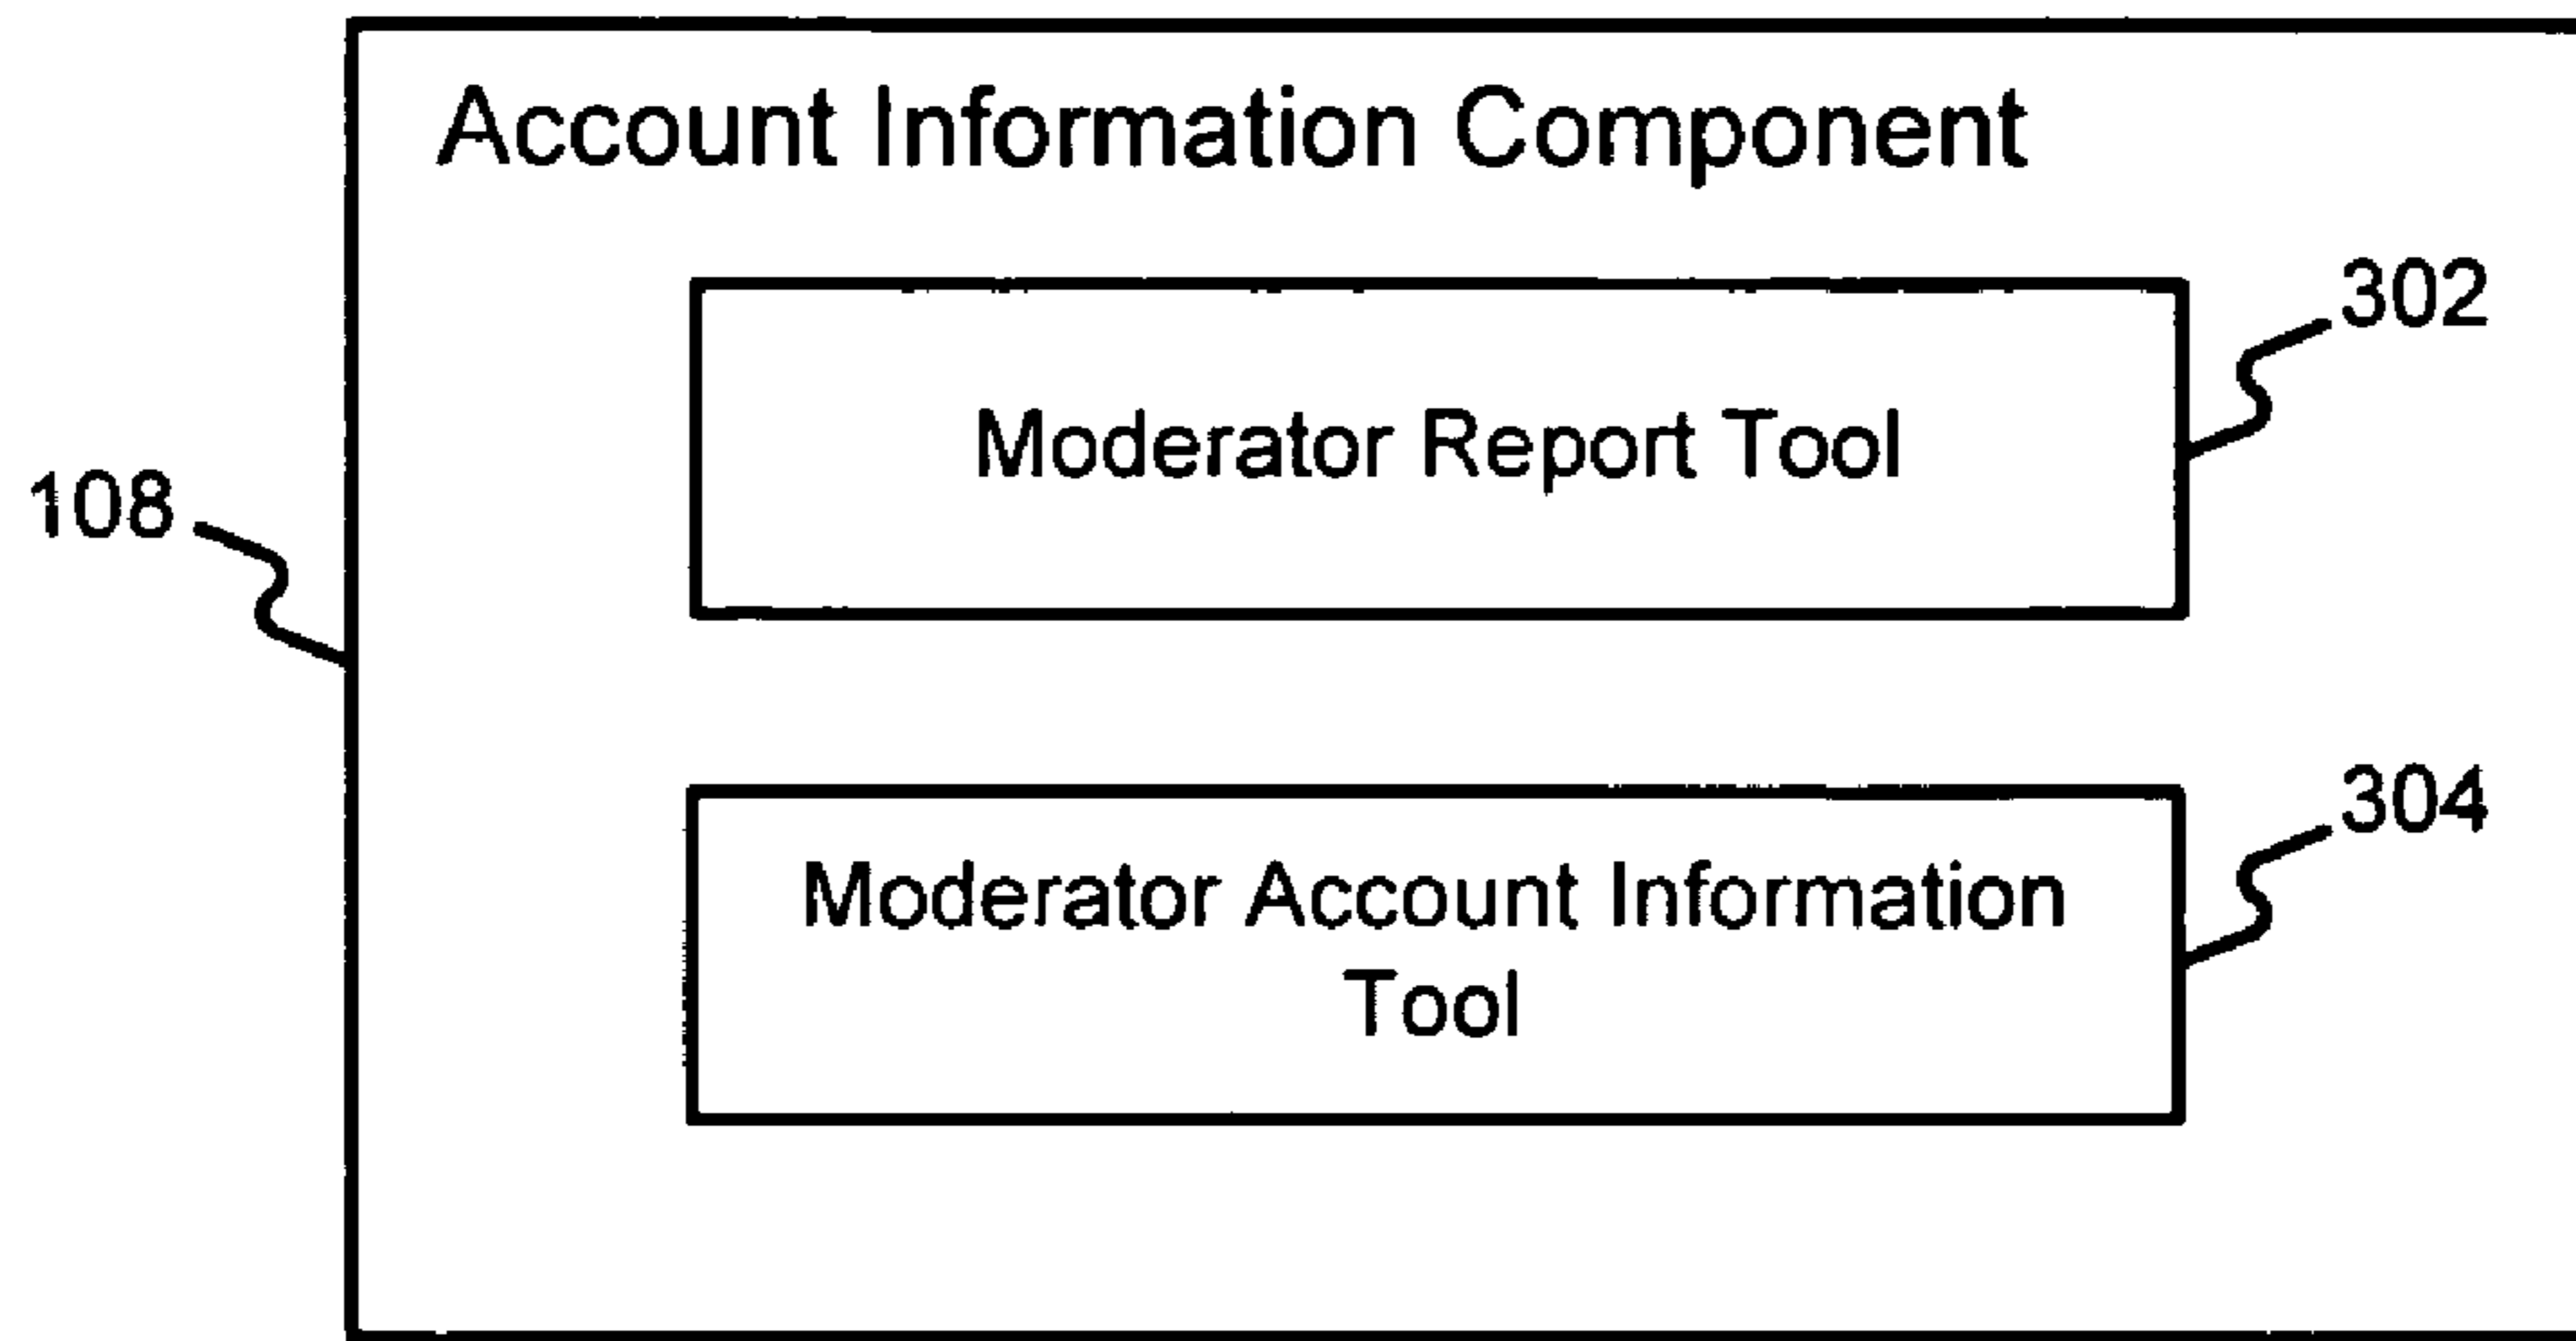 Account Information Component
302
Moderator Report Tool
108
304
Moderator Account Information
Tool